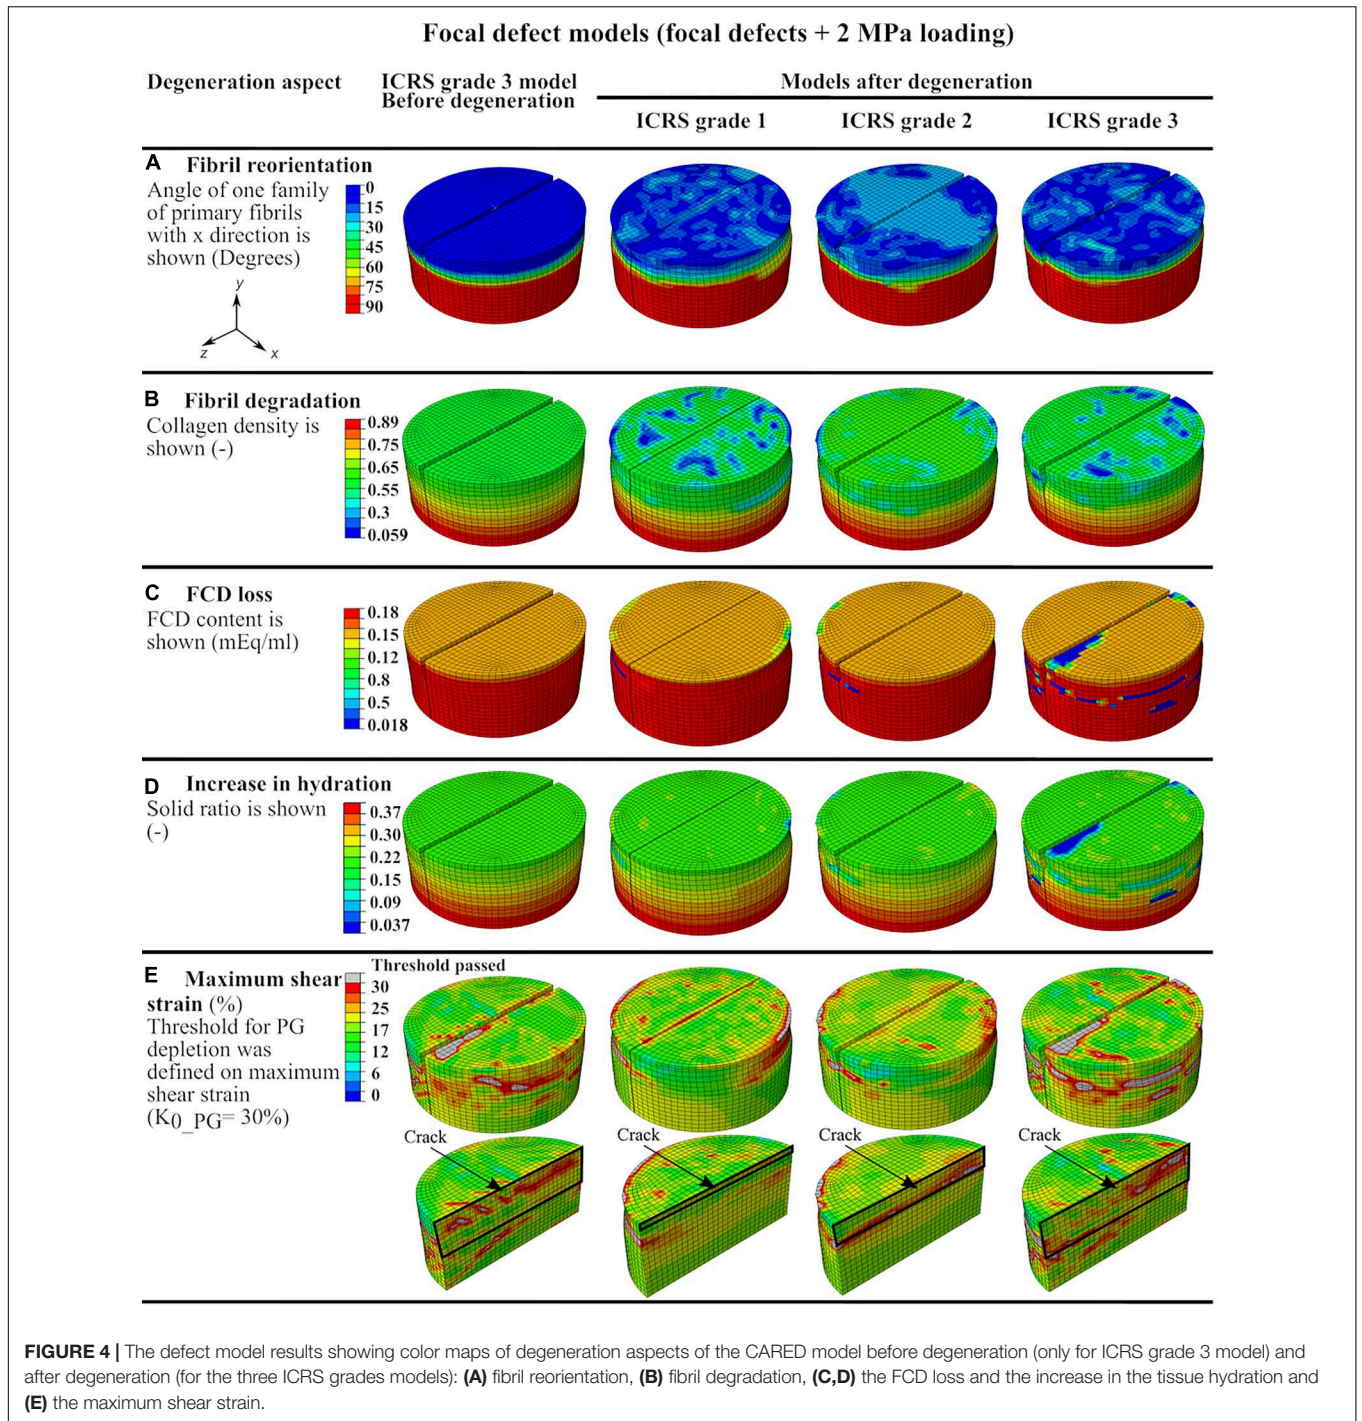 Focal defect models (focal defects + 2 MPa loading)
Degeneration aspect
ICRS grade 3 model
Before degeneration
Models after degeneration
ICRS grade 1
ICRS grade 2
ICRS grade 3
A Fibril reorientation
Angle of one family
of primary fibrils
with x direction is
shown (Degrees)
y
z
x
0
15
30
45
60
75
90
B Fibril degradation
Collagen density is
shown (-)
0.89
0.75
0.65
0.55
0.3
0.059
C FCD loss
FCD content is
shown (mEq/ml)
0.18
0.15
0.12
0.8
0.5
0.018
D Increase in hydration
Solid ratio is shown
(-)
0.37
0.30
0.22
0.15
0.09
0.037
E Maximum shear
strain (%)
Threshold for PG
depletion was
defined on maximum
shear strain
(K0_PG= 30%)
Threshold passed
30
25
17
12
6
0
Crack
Crack
Crack
Crack
FIGURE 4 | The defect model results showing color maps of degeneration aspects of the CARED model before degeneration (only for ICRS grade 3 model) and
after degeneration (for the three ICRS grades models): (A) fibril reorientation, (B) fibril degradation, (C,D) the FCD loss and the increase in the tissue hydration and
(E) the maximum shear strain.